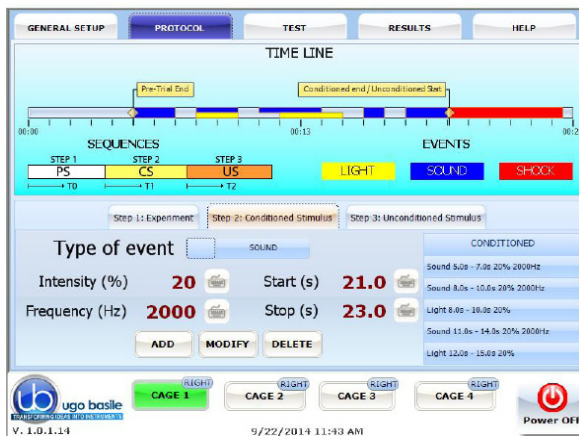 GENERAL SETUP PROTOCOL TEST RESULTS HELP
TIME LINE
Pre-Trial End Conditioned end / Unconditioned Start
00:00 00:13 00:2
SEQUENCES EVENTS
STEP 1 STEP 2 STEP 3
PS CS US LIGHT SOUND SHOCK
T0 T1 T2
Step 1: Experiment Step 2: Conditioned Stimulus Step 3: Unconditioned Stimulus
Type of event SOUND CONDITIONED
Sound 5.0s - 7.0s 20% 2000Hz
Intensity (%) 20 Start (s) 21.0
Sound 8.0s - 10.0s 20% 2000Hz
Light 8.0s - 10.0s 20%
Frequency (Hz) 2000 Stop (s) 23.0
Sound 11.0s - 14.0s 20% 2000Hz
ADD MODIFY DELETE
Light 12.0s - 15.0s 20%
RIGHT RIGHT RIGHT RIGHT
CAGE 1 CAGE 2 CAGE 3 CAGE 4
ub ugo basile
TRANSFORMING IDEAS INTO INSTRUMENTS
Power OFF
V. 1.0.1.14 9/22/2014 11:43 AM